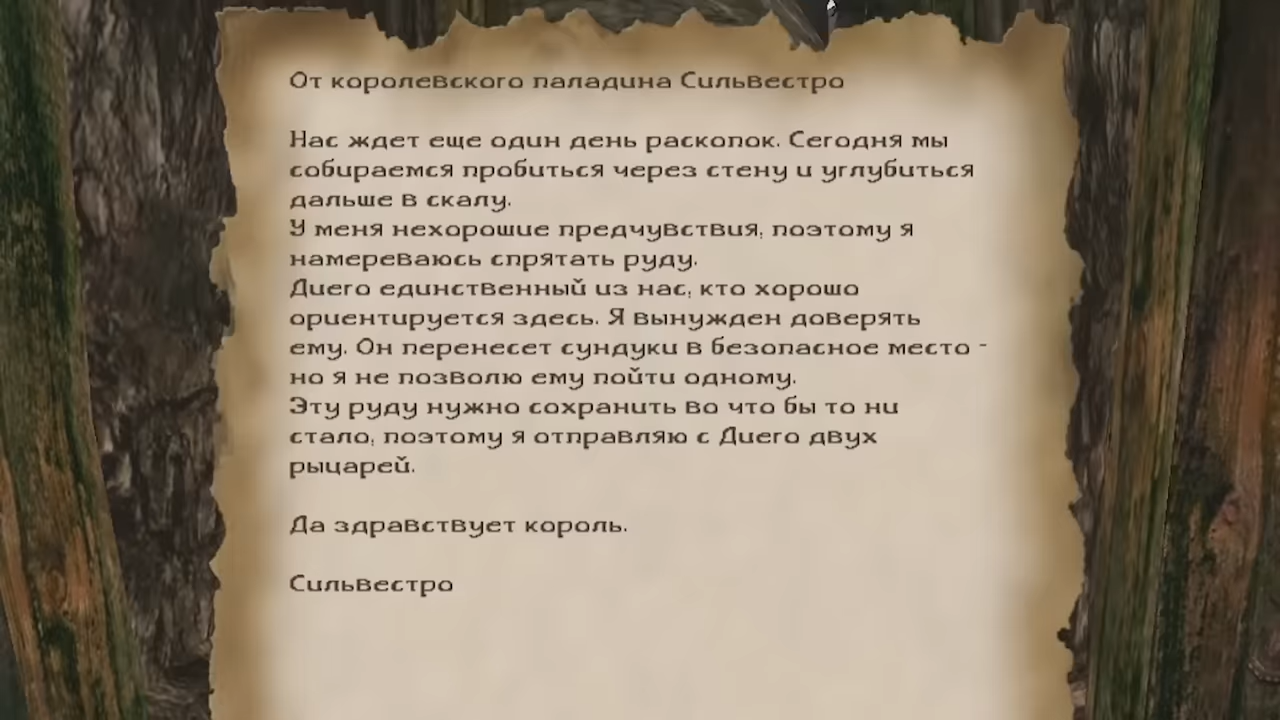 От королевского паладина Сильвестро
Нас ждет еще один день раскопок. Сегодня мы
собираемся пробиться через стену и углубиться
дальше в скалу.
У меня нехорошие предчувствия, поэтому я
намереваюсь спрятать руду.
Диего единственный из нас, кто хорошо
ориентируется здесь. Я вынужден доверять
ему. Он перенесет сундуки в безопасное место -
но я не позволю ему пойти одному.
Эту руду нужно сохранить во что бы то ни
стало, поэтому я отправляю с Диего двух
рыцарей.
Да здравствует король.
Сильвестро